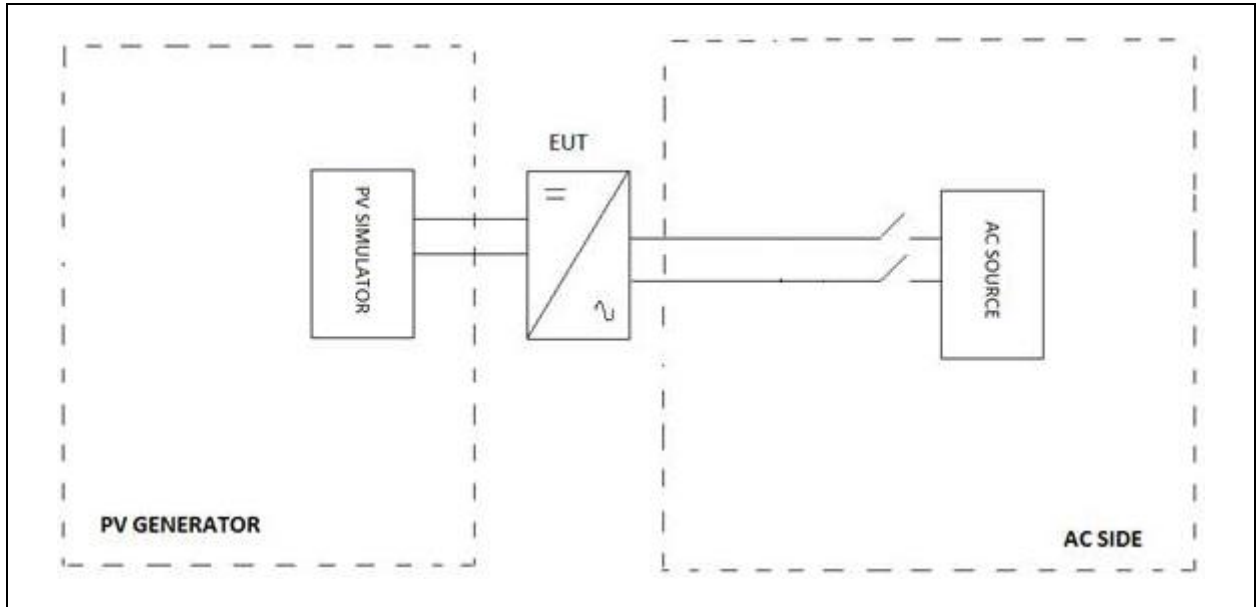 EUT
PV SIMULATOR
AC SOURCE
PV GENERATOR
AC SIDE